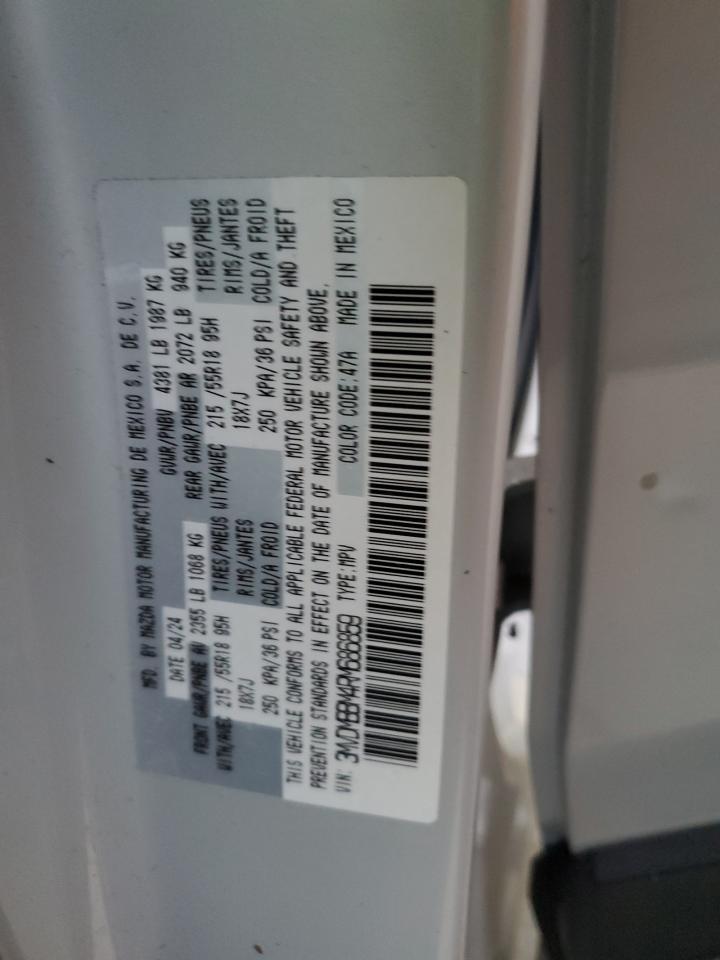 MFD. BY MAZDA MOTOR MANUFACTURING DE MEXICO S.A. DE C.V.
DATE 04/24 GVWR/PNBV 4381 LB 1987 KG
FRONT GAWR/PNBE AV 2355 LB 1068 KG REAR GAWR/PNBE AR 2072 LB 940 KG
WITH/AVEC 215 /55R18 95H TIRES/PNEUS WITH/AVEC 215 /55R18 95H TIRES/PNEUS
18X7J RIMS/JANTES 18X7J RIMS/JANTES
250 KPA/36 PSI COLD/A FROID 250 KPA/36 PSI COLD/A FROID
THIS VEHICLE CONFORMS TO ALL APPLICABLE FEDERAL MOTOR VEHICLE SAFETY AND THEFT
PREVENTION STANDARDS IN EFFECT ON THE DATE OF MANUFACTURE SHOWN ABOVE.
VIN: 3MVDMBBM4RM686859 TYPE:MPV COLOR CODE:47A MADE IN MEXICO